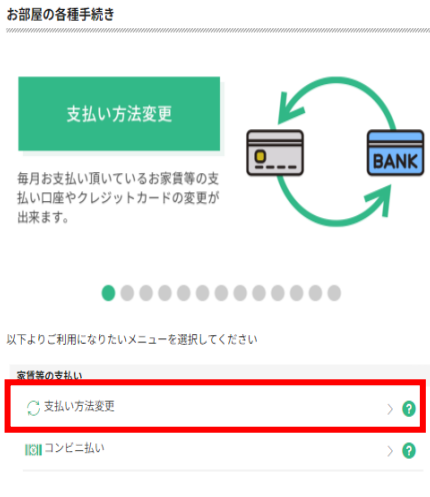 お部屋の各種手続き
支払い方法変更
BANK
毎月お支払い頂いているお家賃等の支
払い口座やクレジットカードの変更が
出来ます。
以下よりご利用になりたいメニューを選択してください
家賃等の支払い
支払い方法変更
?
コンビニ払い
?